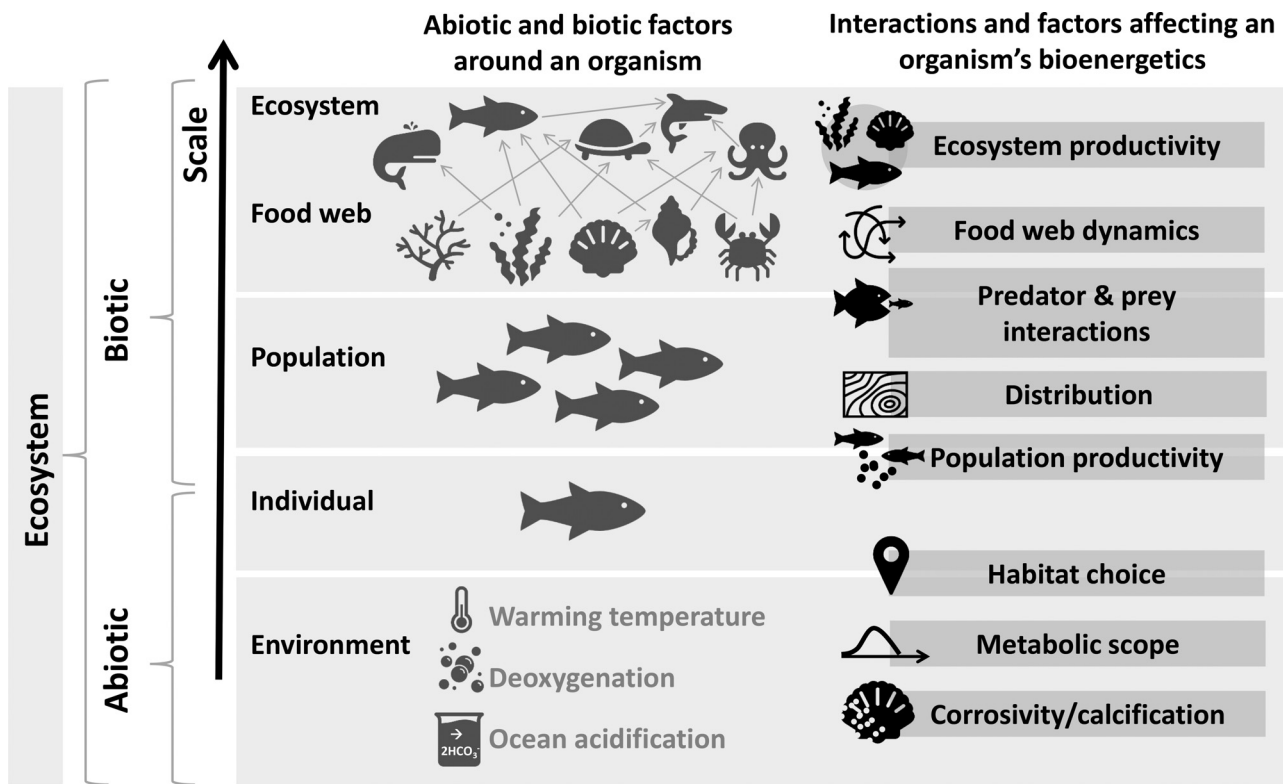 Abiotic and biotic factors
around an organism
Interactions and factors affecting an
organism's bioenergetics
Ecosystem
Biotic
Abiotic
Scale
Ecosystem
Food web
Population
Individual
Environment
Warming temperature
Deoxygenation
→
2HCO₃⁻
Ocean acidification
Ecosystem productivity
Food web dynamics
Predator & prey
interactions
Distribution
Population productivity
Habitat choice
Metabolic scope
Corrosivity/calcification